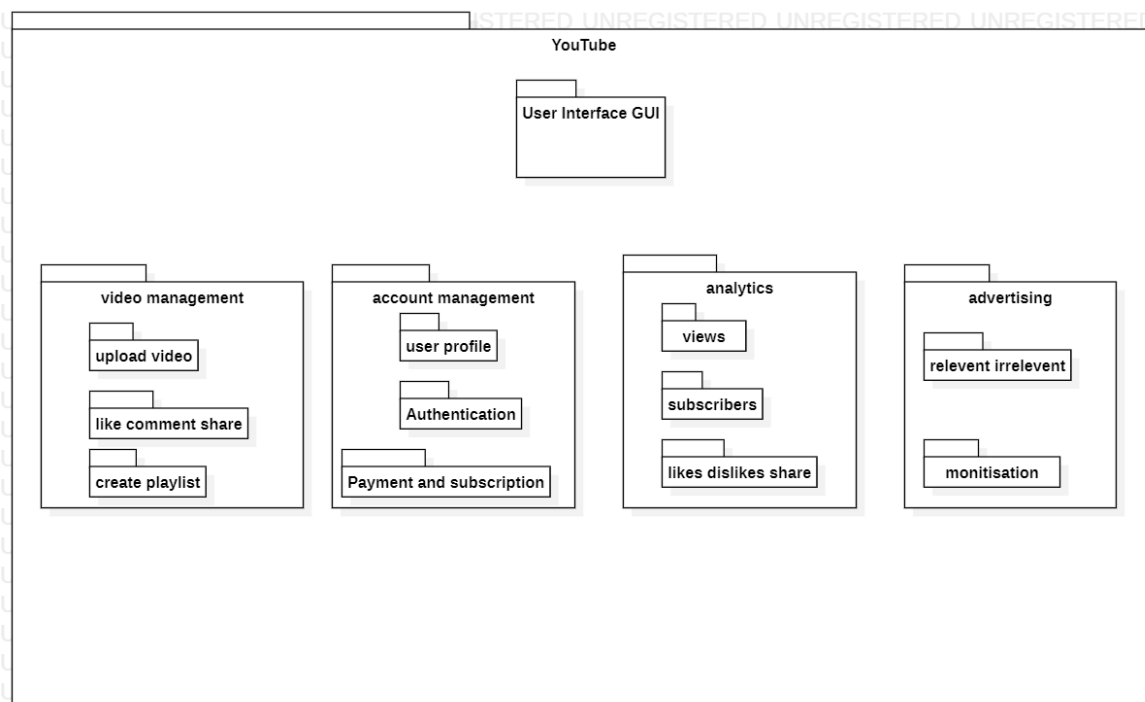 ISTERED UNREGISTERED UNREGISTERED UNREGISTERE
YouTube
User Interface GUI
video management
account management
analytics
advertising
upload video
like comment share
create playlist
user profile
Authentication
Payment and subscription
views
subscribers
likes dislikes share
relevent irrelevent
monitisation